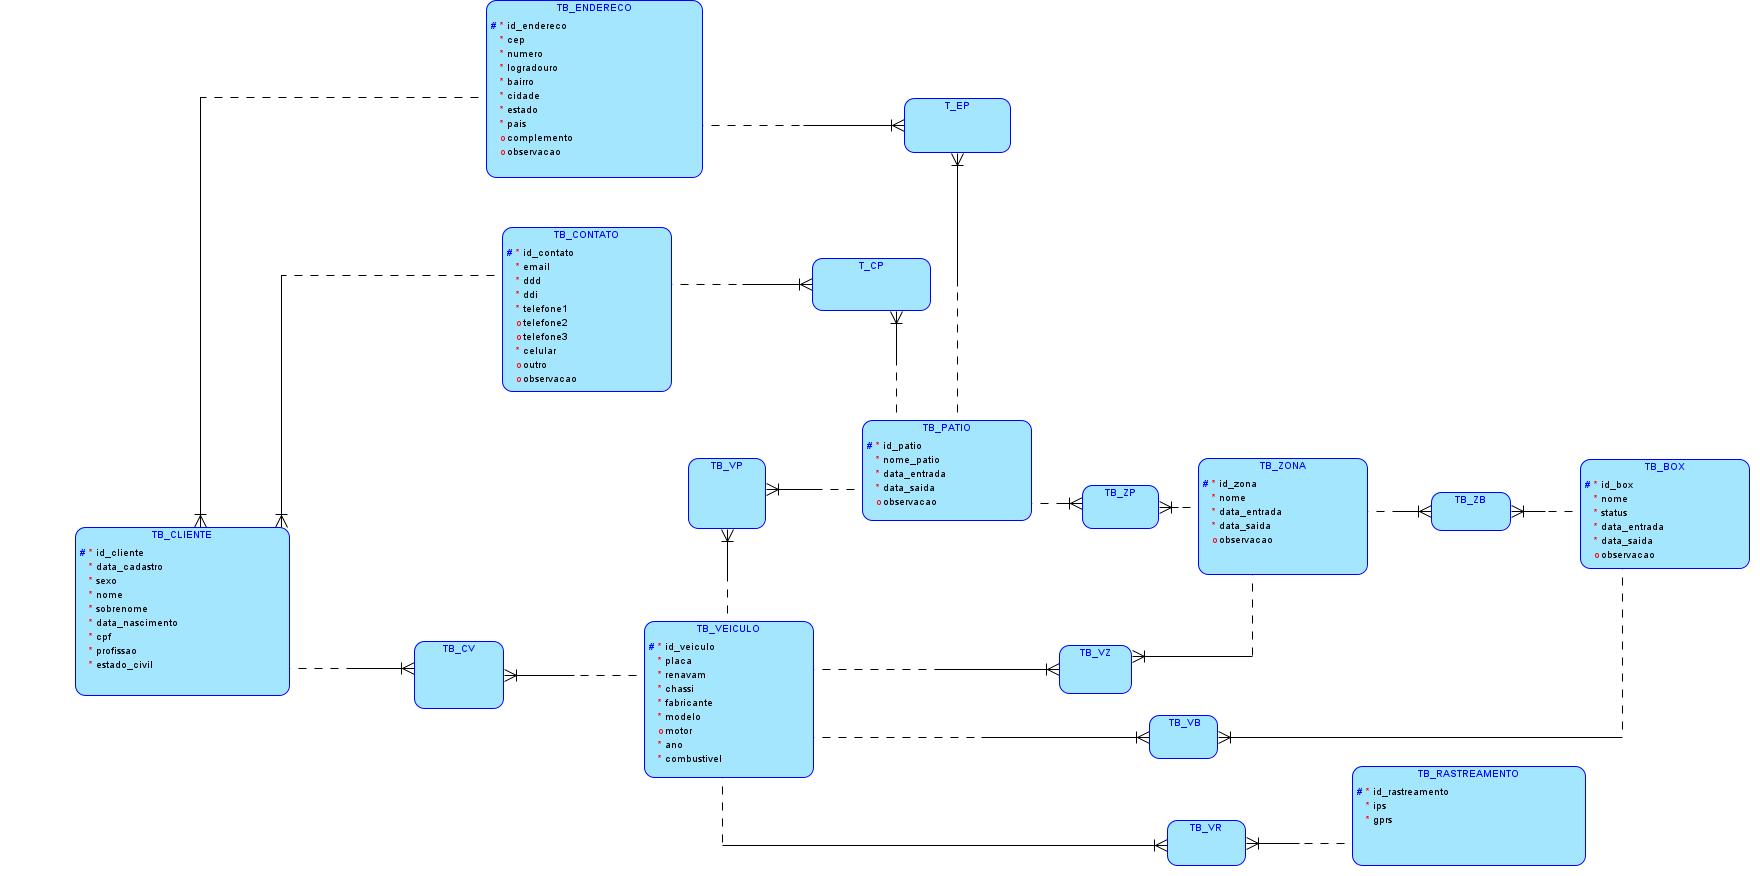 TB_ENDERECO
# * id_endereco
* cep
* numero
* logradouro
* bairro
* cidade
* estado
* pais
o complemento
o observacao
T_EP
TB_CONTATO
# * id_contato
* email
* ddd
* ddi
* telefone1
o telefone2
o telefone3
* celular
o outro
o observacao
T_CP
TB_PATIO
# * id_patio
* nome_patio
* data_entrada
* data_saida
o observacao
TB_VP
TB_ZP
TB_ZONA
# * id_zona
* nome
* data_entrada
* data_saida
o observacao
TB_ZB
TB_BOX
# * id_box
* nome
* status
* data_entrada
* data_saida
o observacao
TB_CLIENTE
# * id_cliente
* data_cadastro
* sexo
* nome
* sobrenome
* data_nascimento
* cpf
* profissao
* estado_civil
TB_CV
TB_VEICULO
# * id_veiculo
* placa
* renavam
* chassi
* fabricante
* modelo
o motor
* ano
* combustivel
TB_VZ
TB_VB
TB_RASTREAMENTO
# * id_rastreamento
* ips
* gprs
TB_VR